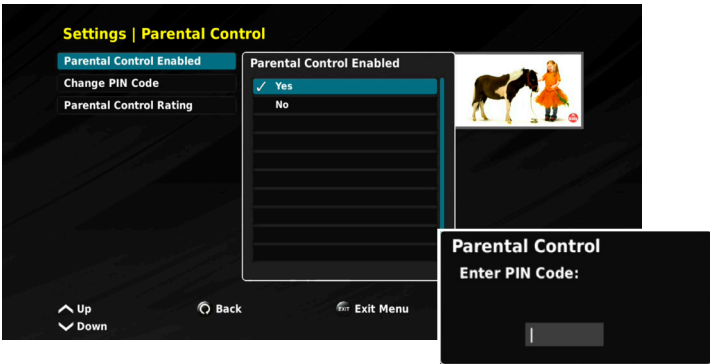 Settings | Parental Control
Parental Control Enabled
Change PIN Code
Parental Control Rating
Parental Control Enabled
✓ Yes
No
Up
Down
Back
EXIT Exit Menu
Parental Control
Enter PIN Code: